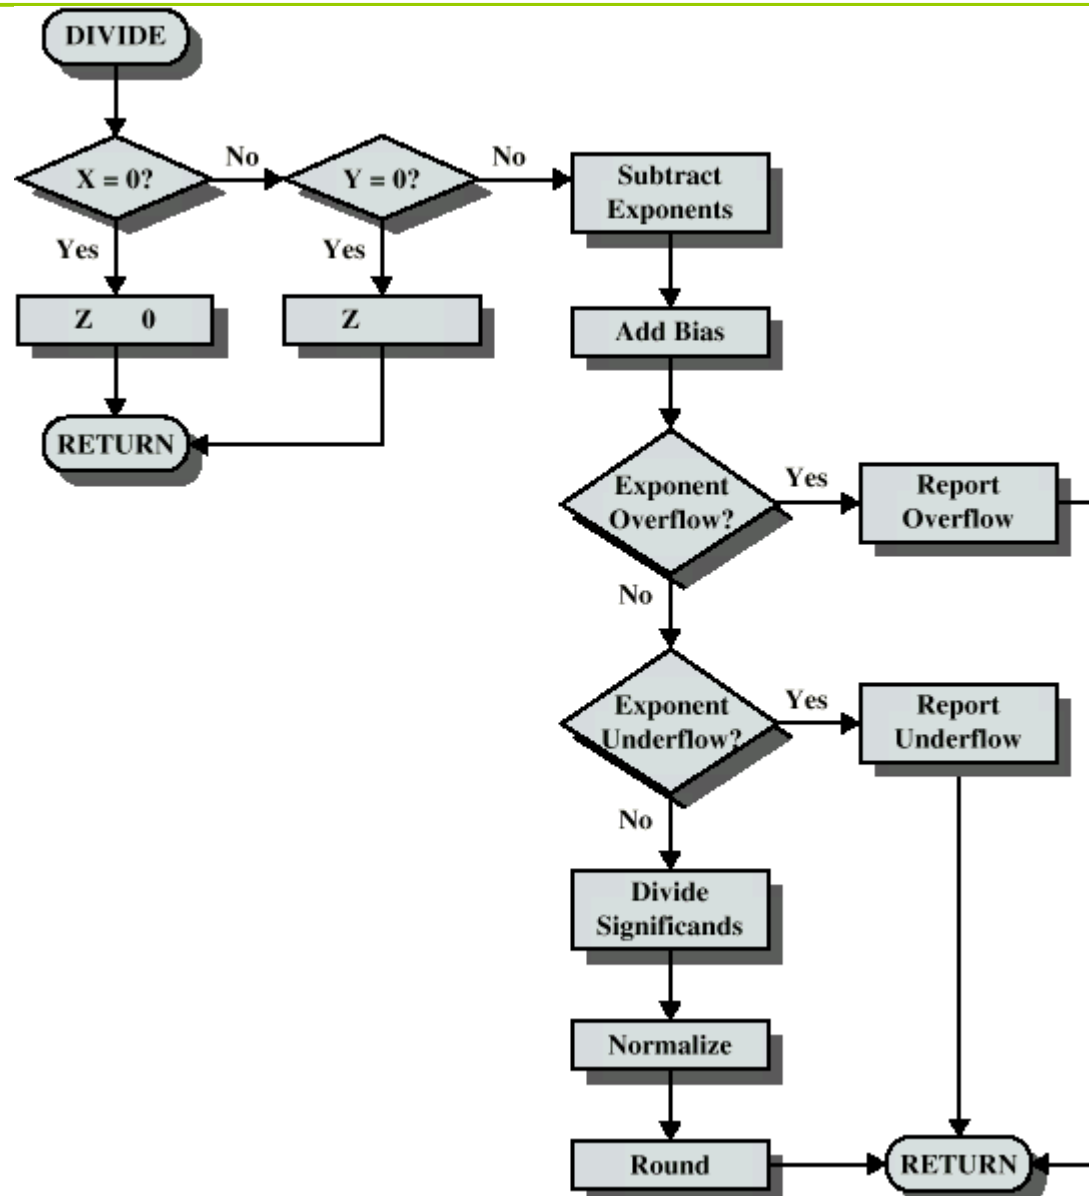 DIVIDE
X = 0?
No
Y = 0?
No
Subtract
Exponents
Yes
Yes
Z 0
Z
Add Bias
RETURN
Exponent
Overflow?
Yes
Report
Overflow
No
Exponent
Underflow?
Yes
Report
Underflow
No
Divide
Significands
Normalize
Round
RETURN